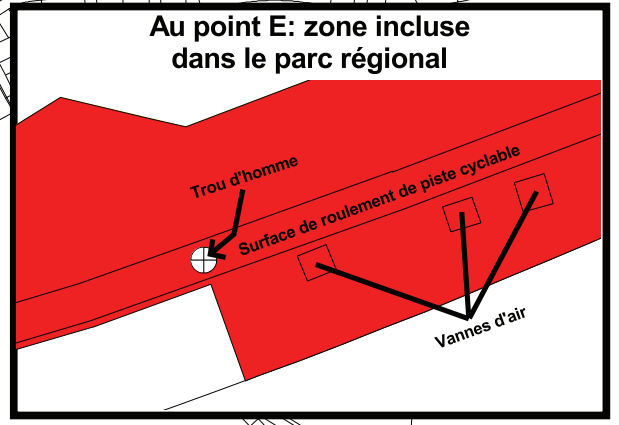 Au point E: zone incluse
dans le parc régional
Trou d'homme
Surface de roulement de piste cyclable
Vannes d'air